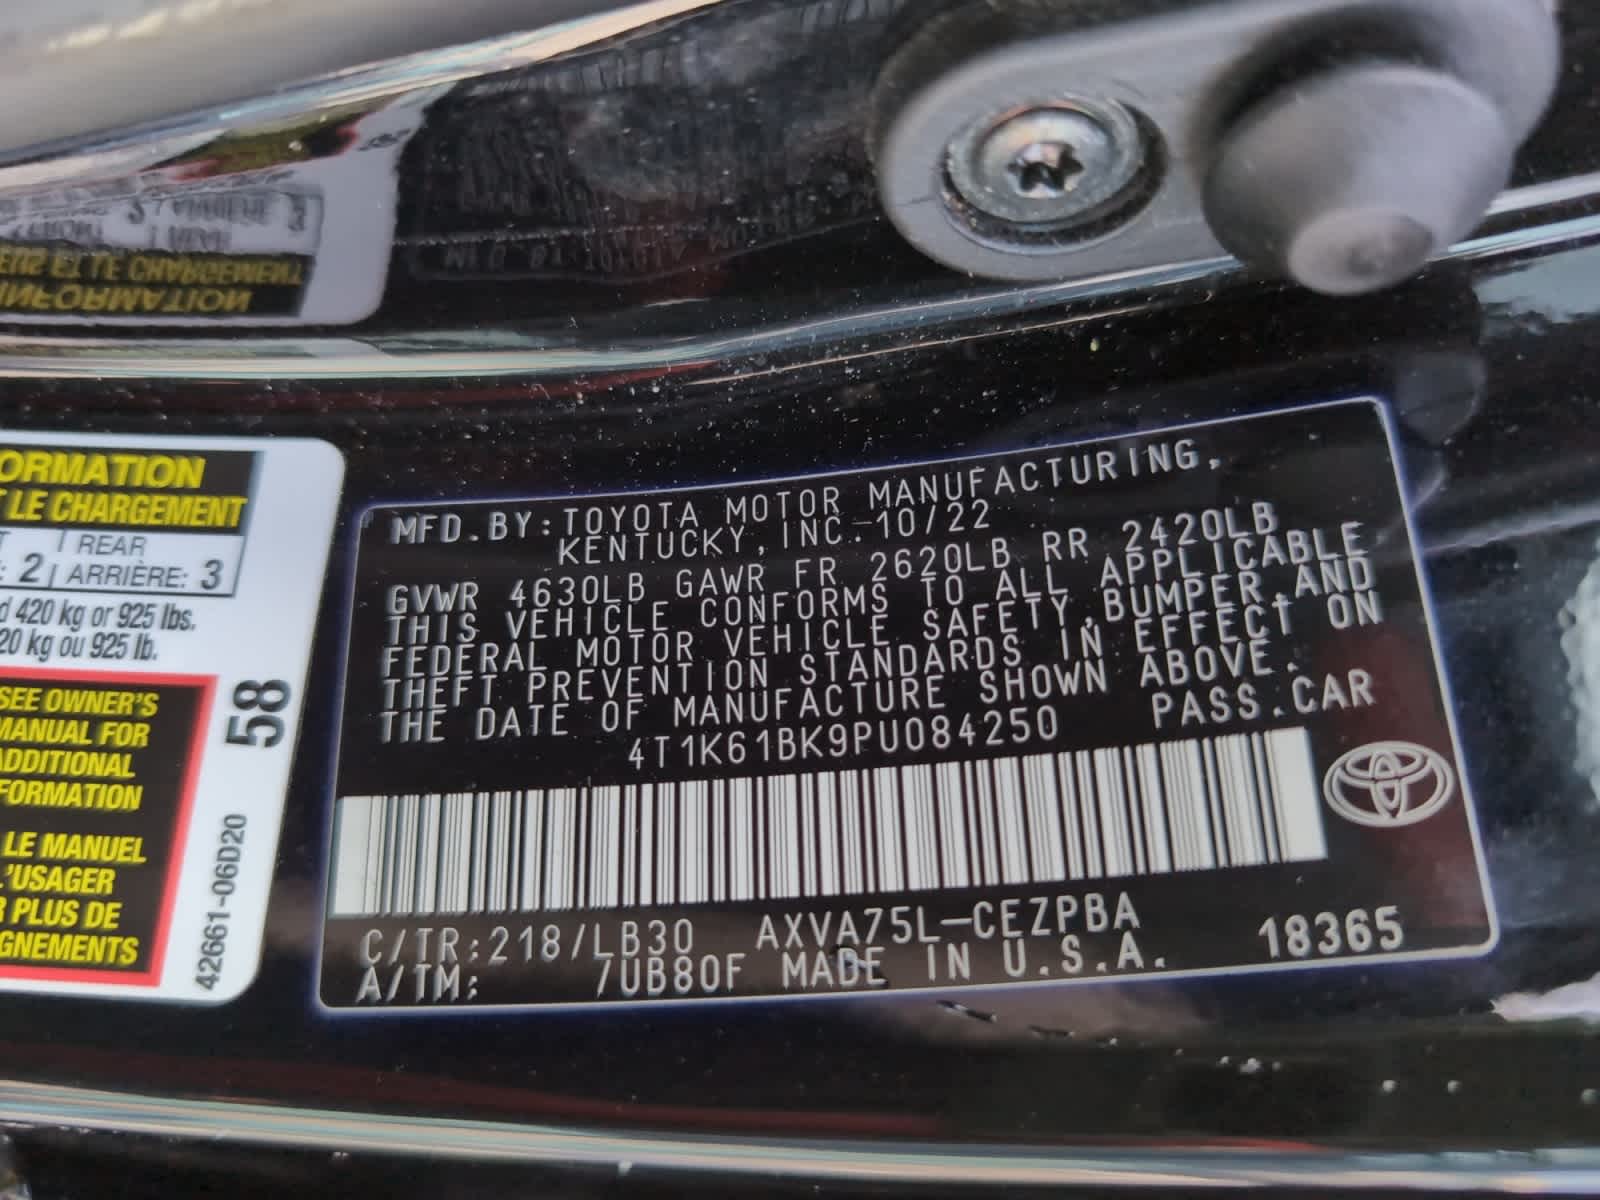 ORMATION
LE CHARGEMENT
REAR
: 2 ARRIÈRE: 3
420 kg or 925 lbs.
20 kg ou 925 lb.
SEE OWNER'S
MANUAL FOR
ADDITIONAL
FORMATION
LE MANUEL
L'USAGER
R PLUS DE
GNEMENTS
58
42661-06D20
MFD.BY:TOYOTA MOTOR MANUFACTURING,
KENTUCKY, INC. 10/22
GVWR 4630LB GAWR FR 2620LB RR 2420LB
THIS VEHICLE CONFORMS TO ALL APPLICABLE
FEDERAL MOTOR VEHICLE SAFETY,BUMPER,AND
THEFT PREVENTION STANDARDS IN EFFECT ON
THE DATE OF MANUFACTURE SHOWN ABOVE.
4T1K61BK9PU084250 PASS.CAR
C/TR:218/LB30 AXVA75L-CEZPBA
A/TM: /UB80F MADE IN U.S.A. 18365